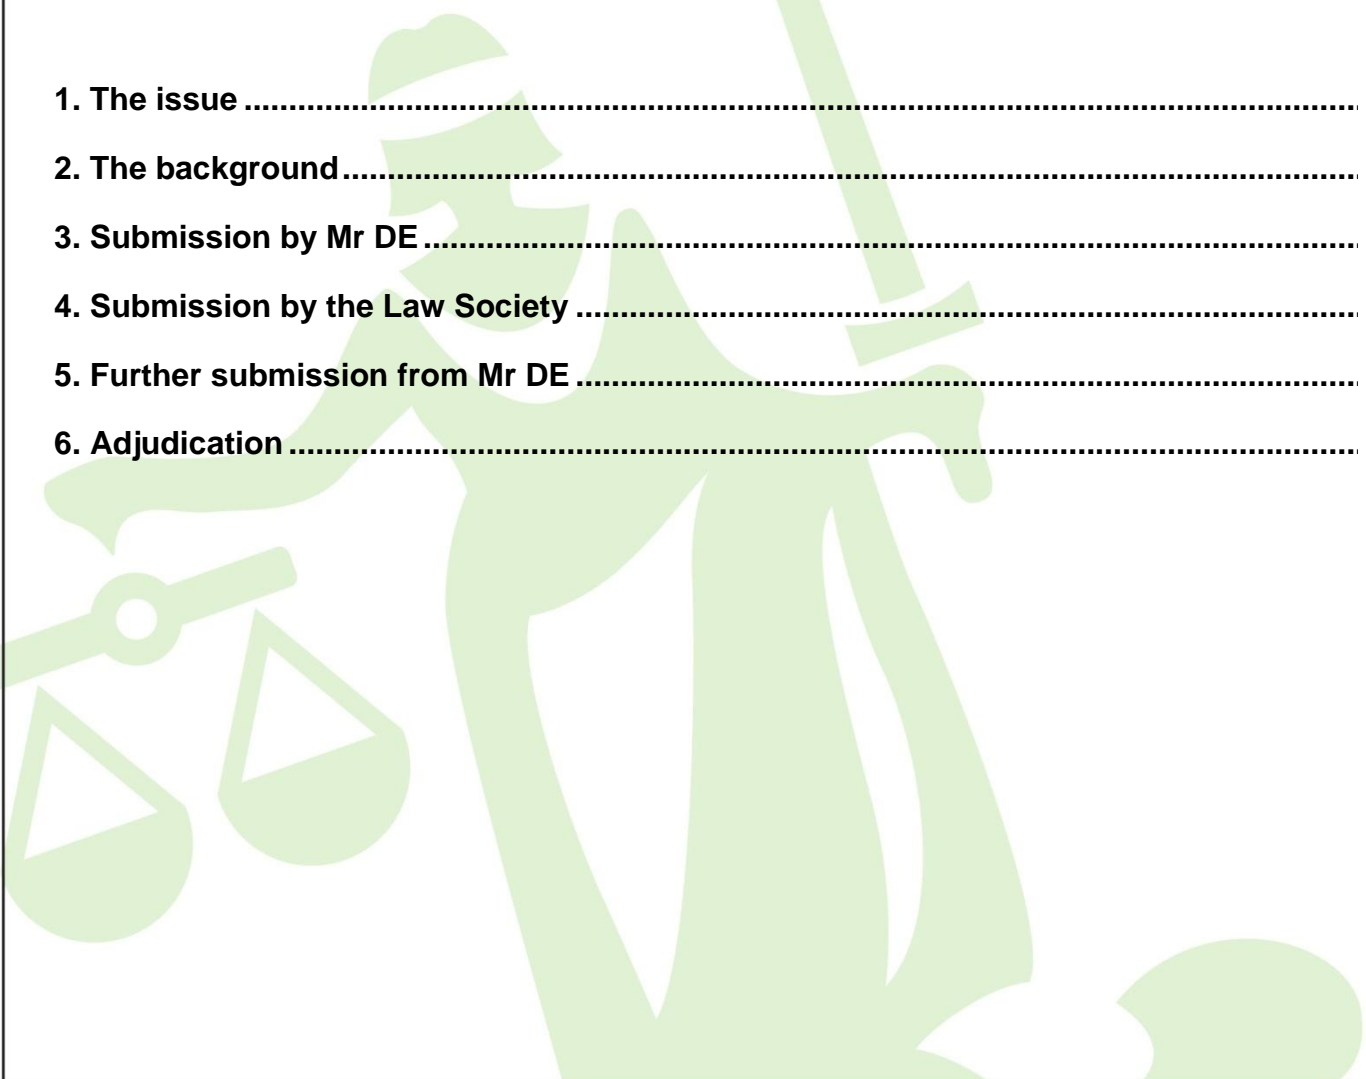 1. The issue ..........................................................................................................................
2. The background ..........................................................................................................................
3. Submission by Mr DE ..........................................................................................................................
4. Submission by the Law Society ..........................................................................................................................
5. Further submission from Mr DE ..........................................................................................................................
6. Adjudication ..........................................................................................................................